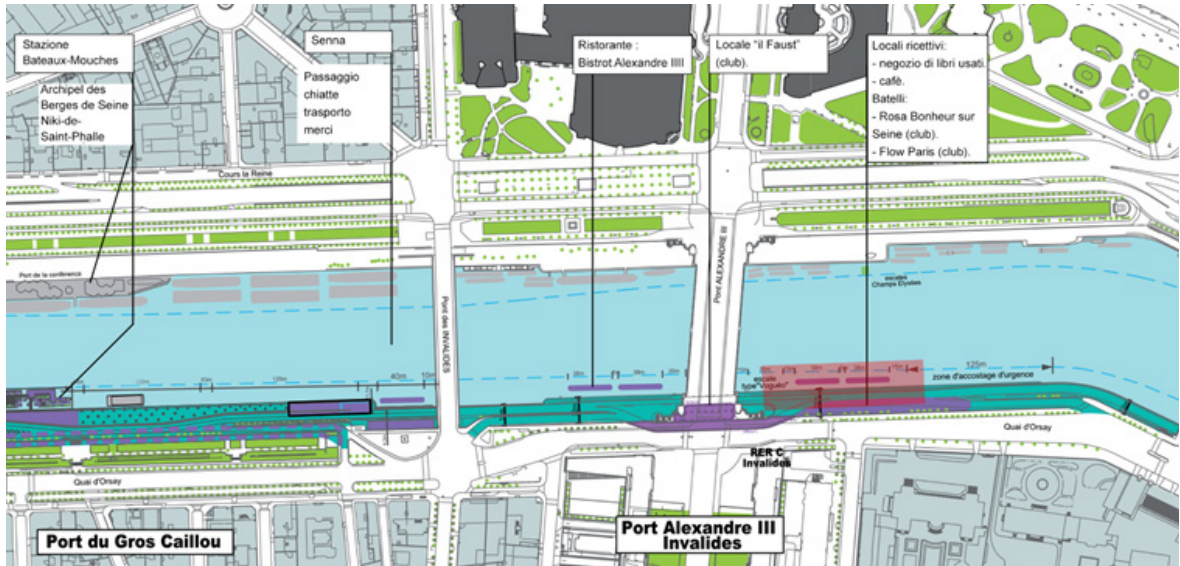 Stazione
Bateaux-Mouches
Archipel des
Berges de Seine
Niki-de-
Saint-Phalle
Senna
Passaggio
chiatte
trasporto
merci
Ristorante :
Bistrot Alexandre IIII
Locale "il Faust"
(club).
Locali ricettivi:
- negozio di libri usati.
- cafè.
Batelli:
- Rosa Bonheur sur
Seine (club).
- Flow Paris (club).
Cours la Reine
Port de la conférence
Pont des INVALIDES
Pont ALEXANDRE III
escales
Champs Elysées
40m
10m
escale
type"Voguéo"
125m
zone d'accostage d'urgence
Quai d'Orsay
RER C
Invalides
Quai d'Orsay
Port du Gros Caillou
Port Alexandre III
Invalides